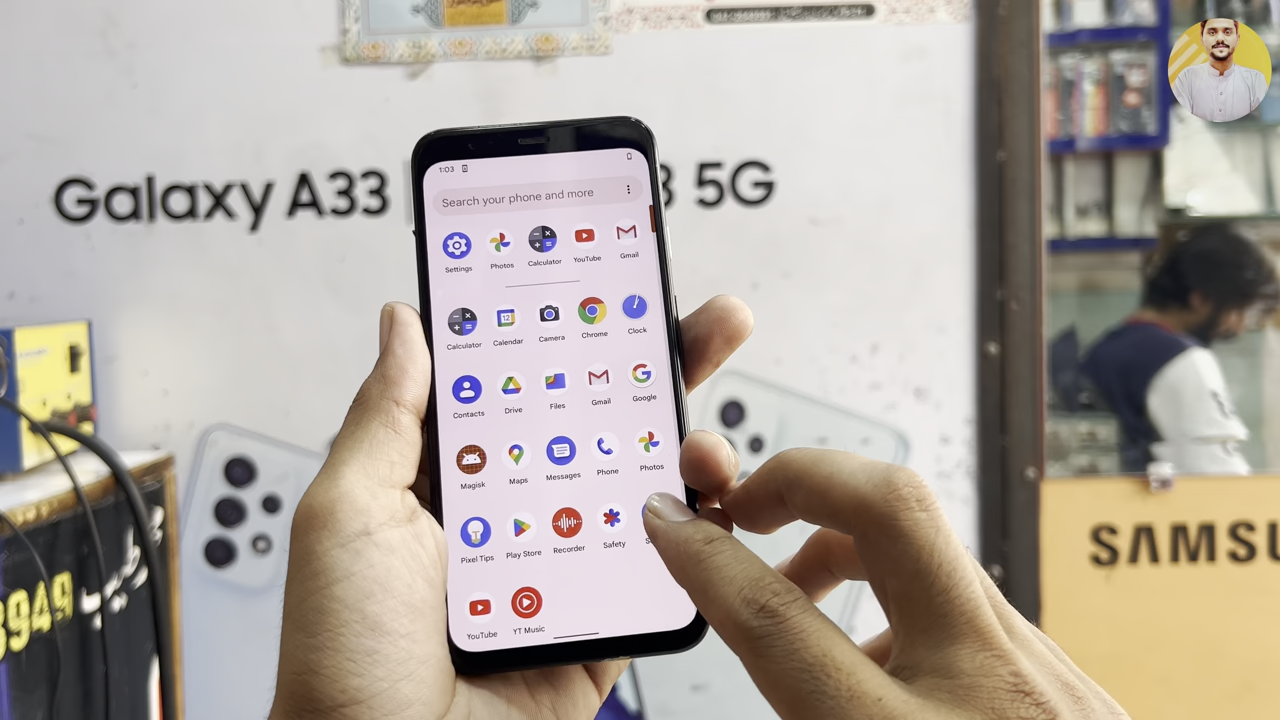 Galaxy A33
5G
1:03
Search your phone and more
Settings
Photos
Calculator
YouTube
Gmail
Calculator
Calendar
Camera
Chrome
Clock
Contacts
Drive
Files
Gmail
Google
Magisk
Maps
Messages
Phone
Photos
Pixel Tips
Play Store
Recorder
Safety
YouTube
YT Music
3949
SAMSU